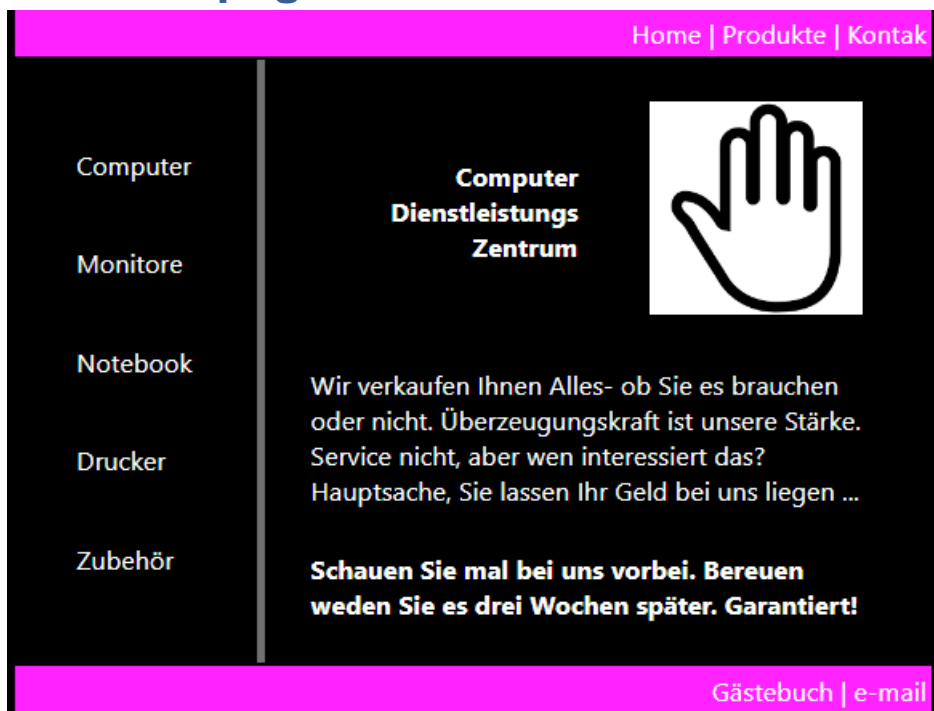 Home | Produkte | Kontak
Computer
Monitore
Notebook
Drucker
Zubehör
Computer
Dienstleistungs
Zentrum
Wir verkaufen Ihnen Alles- ob Sie es brauchen
oder nicht. Überzeugungskraft ist unsere Stärke.
Service nicht, aber wen interessiert das?
Hauptsache, Sie lassen Ihr Geld bei uns liegen ...
Schauen Sie mal bei uns vorbei. Bereuen
weden Sie es drei Wochen später. Garantiert!
Gästebuch | e-mail